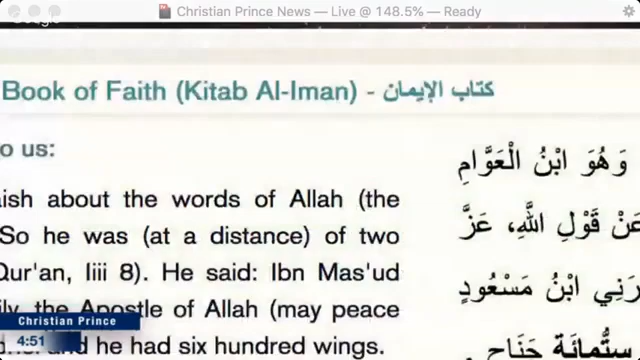 Christian Prince News — Live @ 148.5% — Ready
Book of Faith (Kitab Al-Iman) - كتاب الإيمان
o us:
ish about the words of Allah (the
So he was (at a distance) of two
Qur'an, liii 8). He said: Ibn Mas'ud
ily, the Apostle of Allah (may peace
he had six hundred wings.
وَهُوَ ابْنُ الْعَوَّامِ
عَنْ قَوْلِ اللَّهِ، عَزَّ
رَنِي ابْنُ مَسْعُودٍ
سِتُّمِائَةِ جَنَاحٍ
Christian Prince
4:51